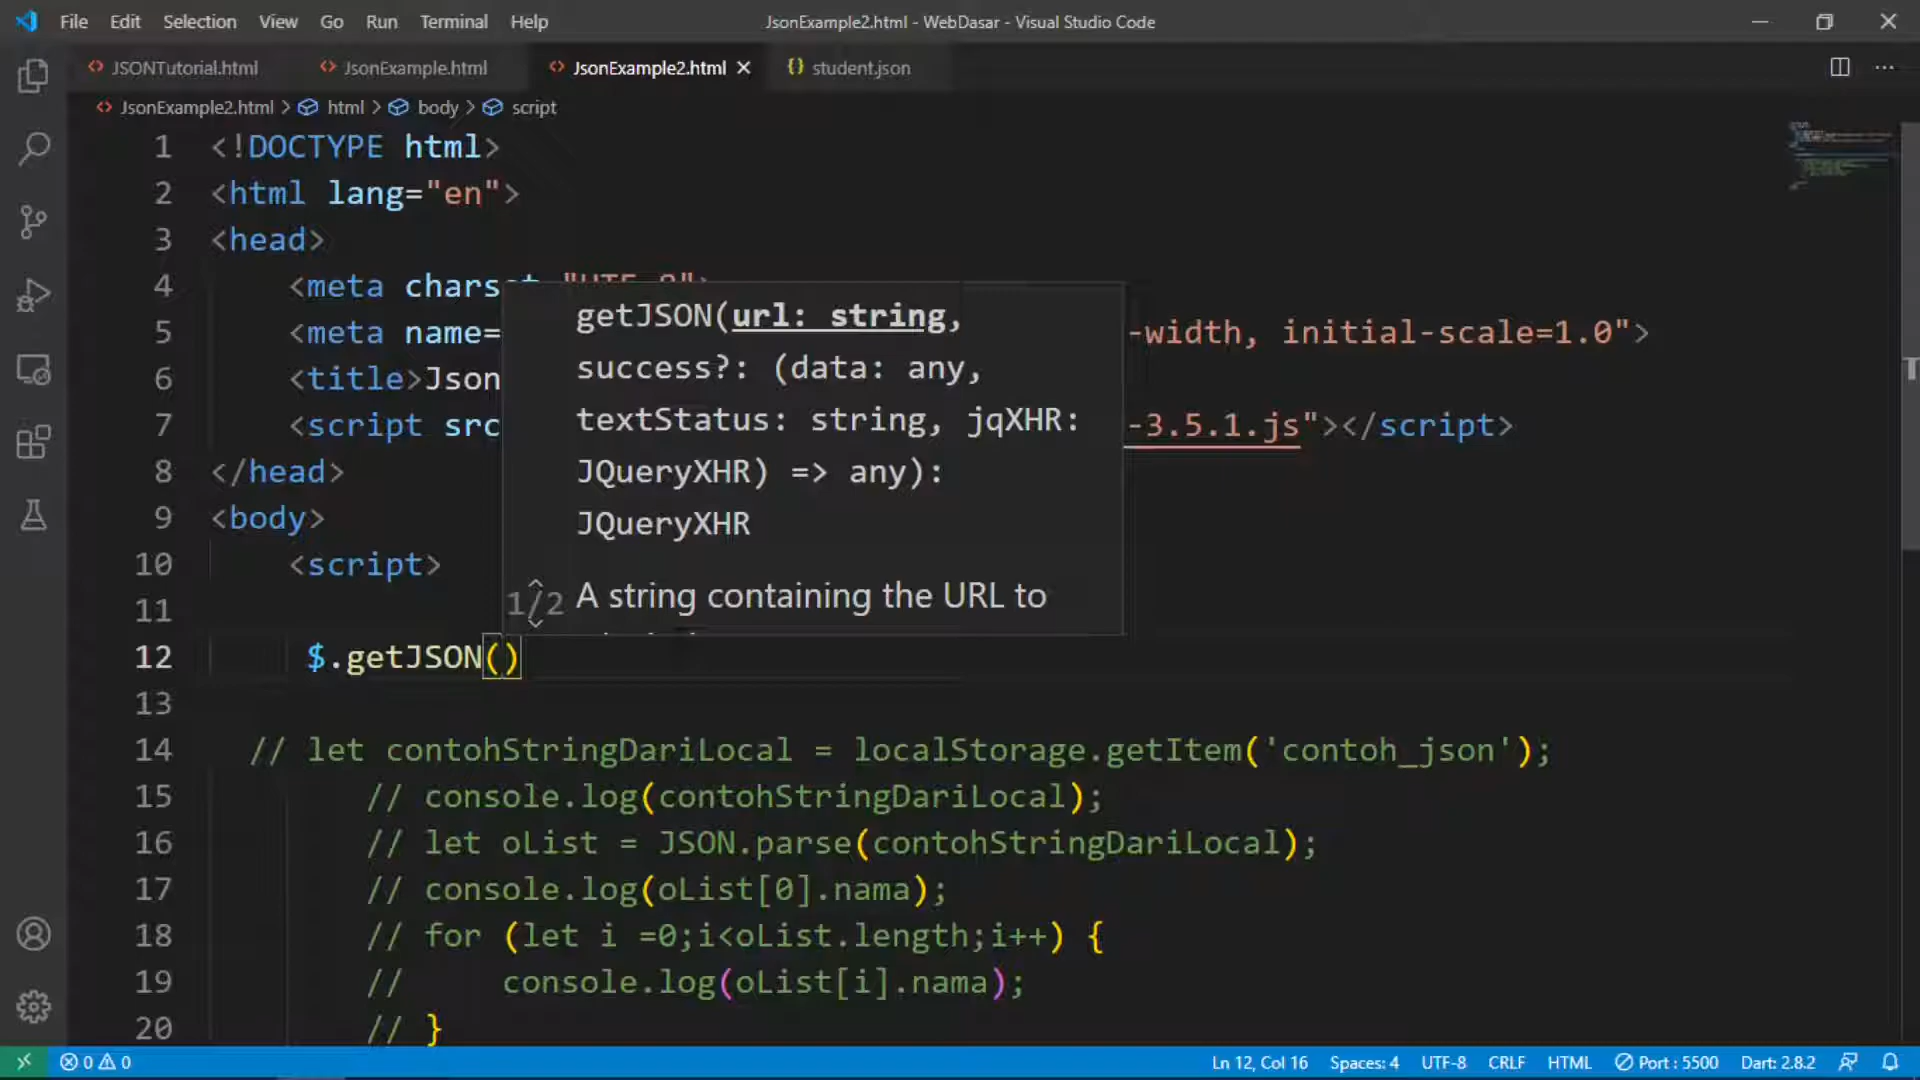 File Edit Selection View Go Run Terminal Help JsonExample2.html - WebDasar - Visual Studio Code
JSONTutorial.html JsonExample.html JsonExample2.html student.json
JsonExample2.html > html > body > script
1 <!DOCTYPE html>
2 <html lang="en">
3 <head>
4 <meta charset="UTF-8">
5 <meta name= -width, initial-scale=1.0">
6 <title>Json
7 <script src -3.5.1.js"></script>
8 </head>
9 <body>
10 <script>
11
getJSON(url: string,
success?: (data: any,
textStatus: string, jqXHR:
JQueryXHR) => any):
JQueryXHR
1/2 A string containing the URL to
12 $.getJSON()
13
14 // let contohStringDariLocal = localStorage.getItem('contoh_json');
15 // console.log(contohStringDariLocal);
16 // let oList = JSON.parse(contohStringDariLocal);
17 // console.log(oList[0].nama);
18 // for (let i =0;i<oList.length;i++) {
19 // console.log(oList[i].nama);
20 // }
0 0 Ln 12, Col 16 Spaces: 4 UTF-8 CRLF HTML Port : 5500 Dart: 2.8.2